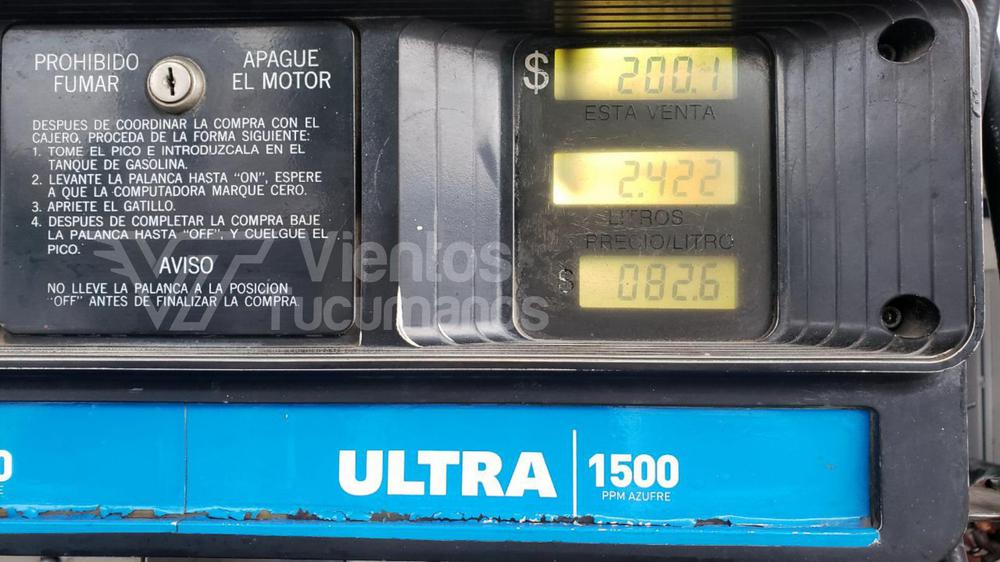 PROHIBIDO
FUMAR
APAGUE
EL MOTOR
DESPUES DE COORDINAR LA COMPRA CON EL
CAJERO, PROCEDA DE LA FORMA SIGUIENTE:
1. TOME EL PICO E INTRODUZCALA EN EL
TANQUE DE GASOLINA.
2. LEVANTE LA PALANCA HASTA "ON", ESPERE
A QUE LA COMPUTADORA MARQUE CERO.
3. APRIETE EL GATILLO.
4. DESPUES DE COMPLETAR LA COMPRA BAJE
LA PALANCA HASTA "OFF", Y CUELGUE EL
PICO.
AVISO
NO LLEVE LA PALANCA A LA POSICION
"OFF" ANTES DE FINALIZAR LA COMPRA
$ 200.1
ESTA VENTA
2.422
LITROS
PRECIO/LITRO
$ 082.6
VT Vientos
Tucumanos
0
ULTRA 1500
PPM AZUFRE